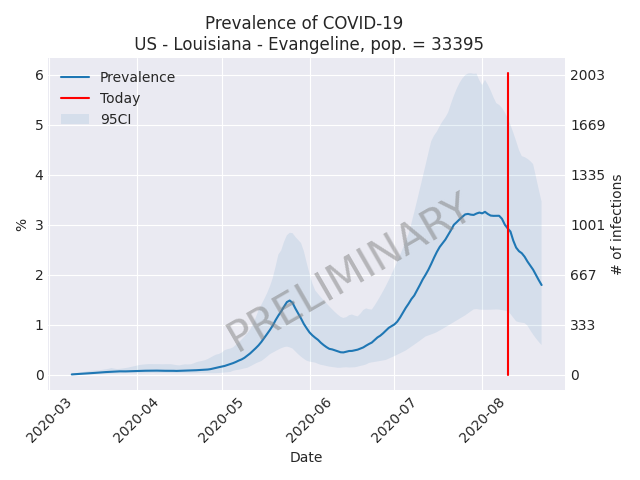 Prevalence of COVID-19
US - Louisiana - Evangeline, pop. = 33395
Prevalence
Today
95CI
6
5
4
3
2
1
0
%
2003
1669
1335
1001
667
333
0
# of infections
PRELIMINARY
2020-03
2020-04
2020-05
2020-06
2020-07
2020-08
Date